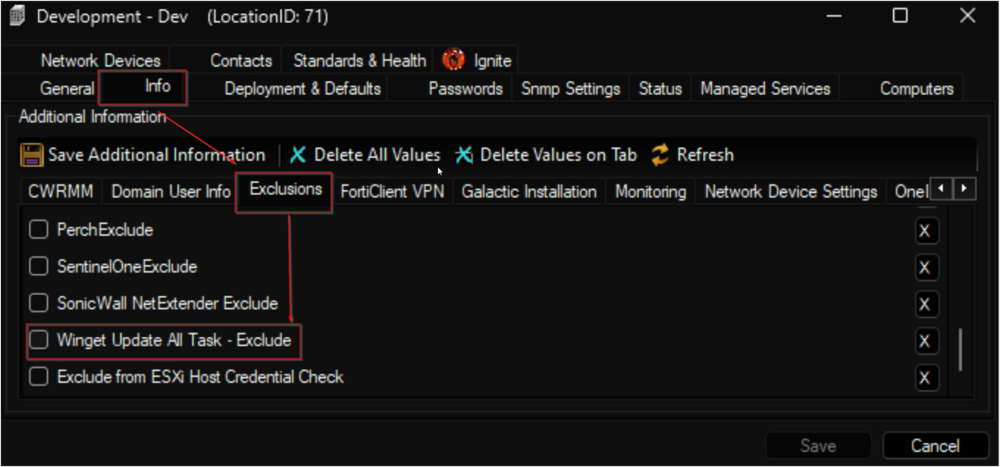 Development - Dev (LocationID: 71)
Network Devices Contacts Standards & Health Ignite
General Info Deployment & Defaults Passwords Snmp Settings Status Managed Services Computers
Additional Information
Save Additional Information Delete All Values Delete Values on Tab Refresh
CWRMM Domain User Info Exclusions FortiClient VPN Galactic Installation Monitoring Network Device Settings
PerchExclude X
SentinelOneExclude X
SonicWall NetExtender Exclude X
Winget Update All Task - Exclude X
Exclude from ESXi Host Credential Check X
Save Cancel